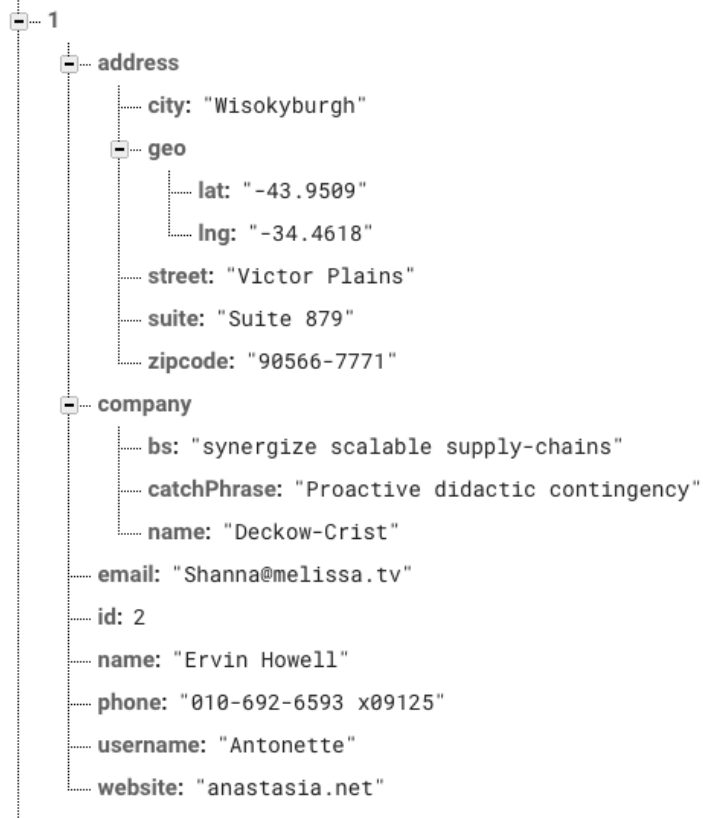 1
address
city: "Wisokyburgh"
geo
lat: "-43.9509"
lng: "-34.4618"
street: "Victor Plains"
suite: "Suite 879"
zipcode: "90566-7771"
company
bs: "synergize scalable supply-chains"
catchPhrase: "Proactive didactic contingency"
name: "Deckow-Crist"
email: "Shanna@melissa.tv"
id: 2
name: "Ervin Howell"
phone: "010-692-6593 x09125"
username: "Antonette"
website: "anastasia.net"